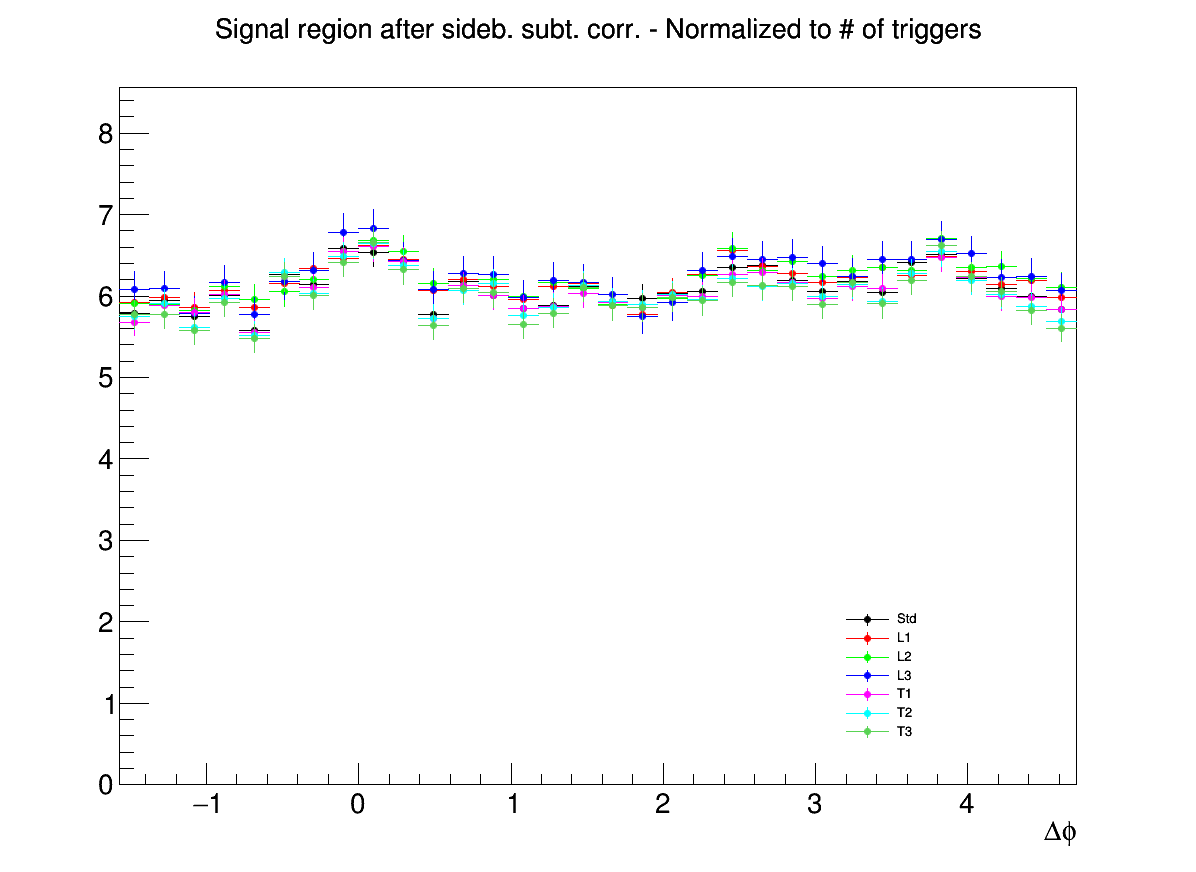 Signal region after sideb. subt. corr. - Normalized to # of triggers
8
7
6
5
4
3
2
1
0
Std
L1
L2
L3
T1
T2
T3
−1 0 1 2 3 4
Δϕ